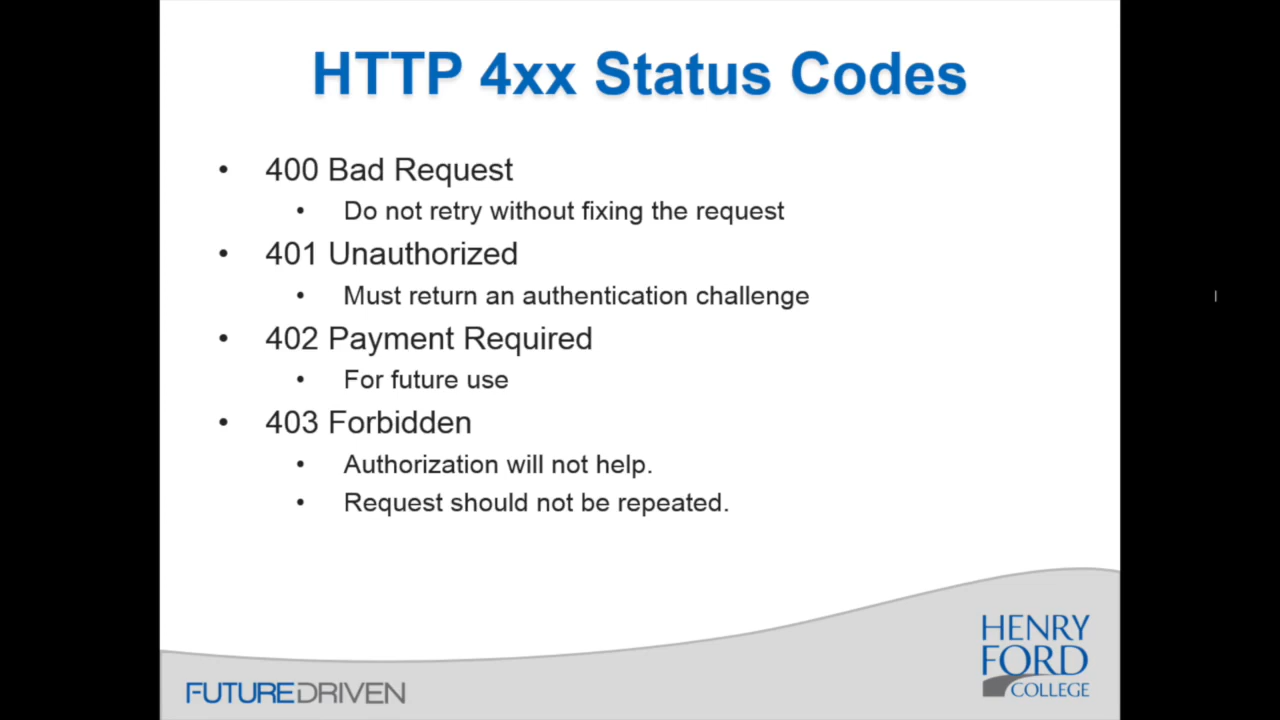 HTTP 4xx Status Codes
• 400 Bad Request
• Do not retry without fixing the request
• 401 Unauthorized
• Must return an authentication challenge
• 402 Payment Required
• For future use
• 403 Forbidden
• Authorization will not help.
• Request should not be repeated.
FUTUREDRIVEN
HENRY
FORD
COLLEGE